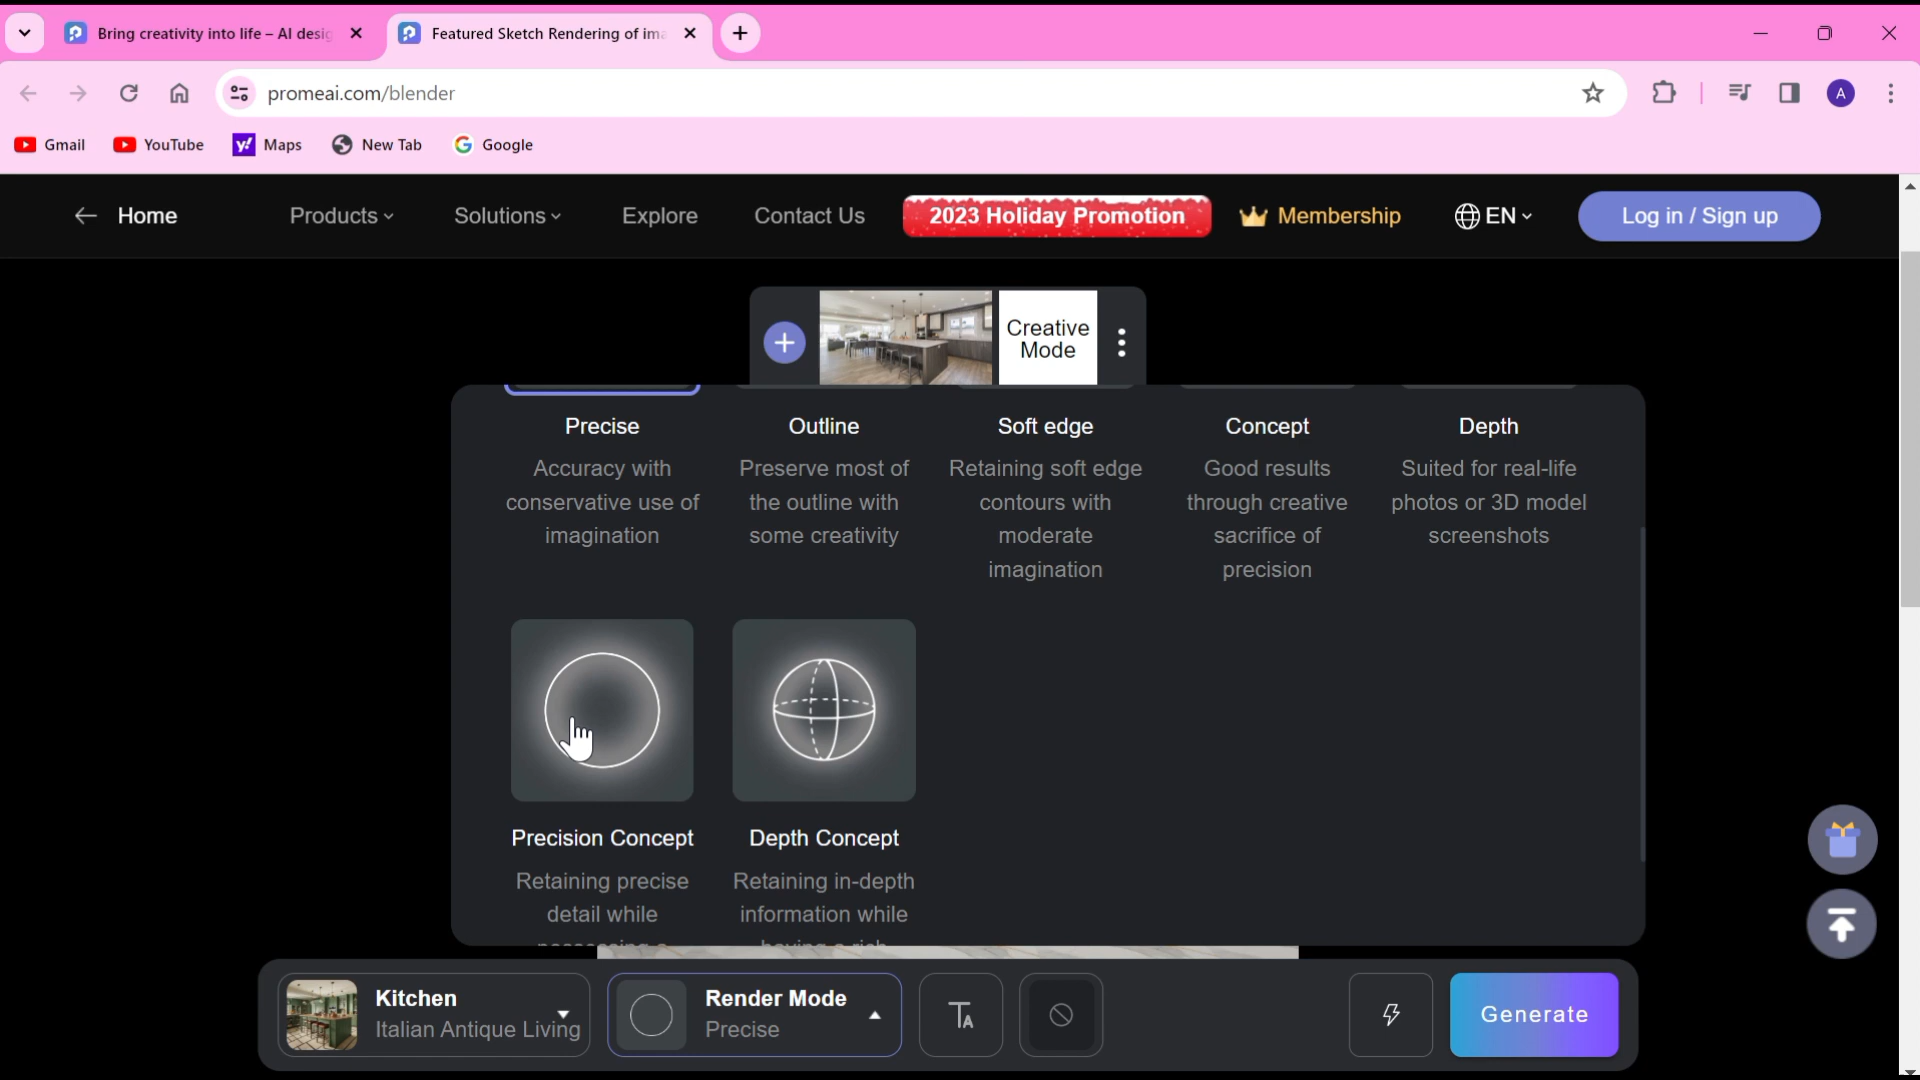 Bring creativity into life – AI desig
Featured Sketch Rendering of ima
promeai.com/blender
A
Gmail
YouTube
Maps
New Tab
Google
Home
Products
Solutions
Explore
Contact Us
2023 Holiday Promotion
Membership
EN
Log in / Sign up
Creative
Mode
Precise
Accuracy with
conservative use of
imagination
Outline
Preserve most of
the outline with
some creativity
Soft edge
Retaining soft edge
contours with
moderate
imagination
Concept
Good results
through creative
sacrifice of
precision
Depth
Suited for real-life
photos or 3D model
screenshots
Precision Concept
Retaining precise
detail while
Depth Concept
Retaining in-depth
information while
Kitchen
Italian Antique Living
Render Mode
Precise
Generate